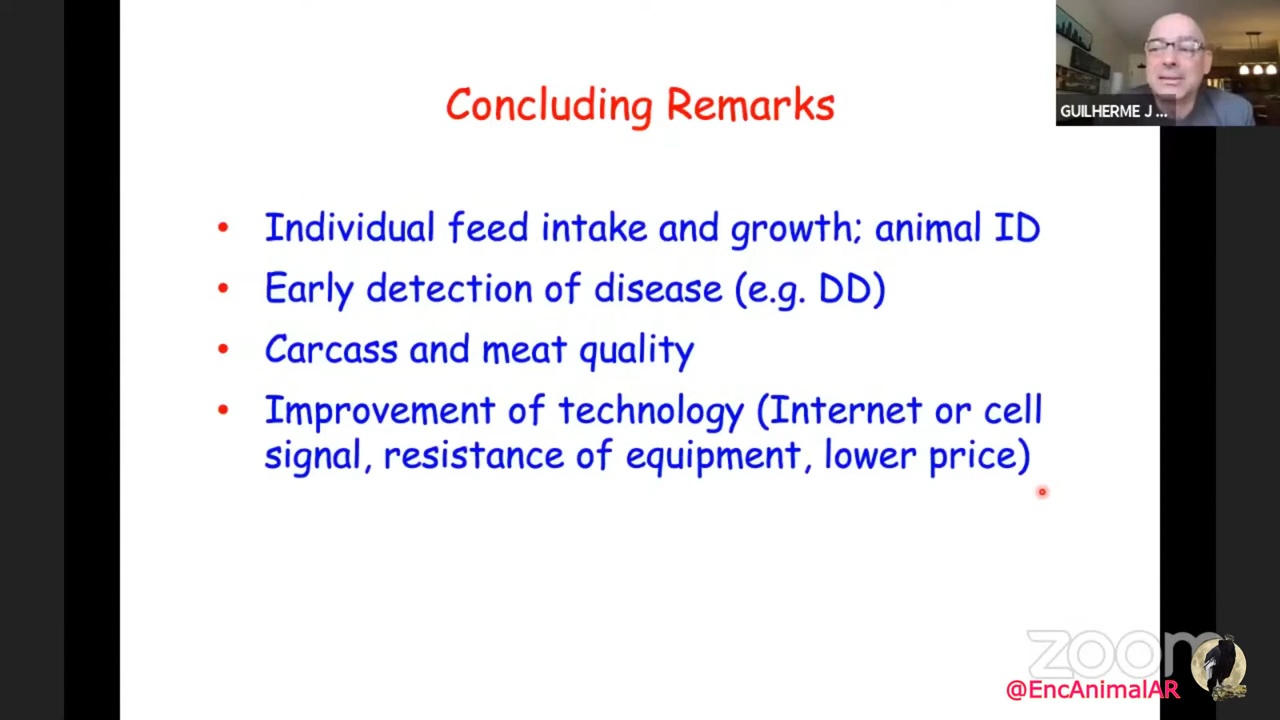 Concluding Remarks
GUILHERME J ...
• Individual feed intake and growth; animal ID
• Early detection of disease (e.g. DD)
• Carcass and meat quality
• Improvement of technology (Internet or cell
signal, resistance of equipment, lower price)
zoom
@EncAnimalAR